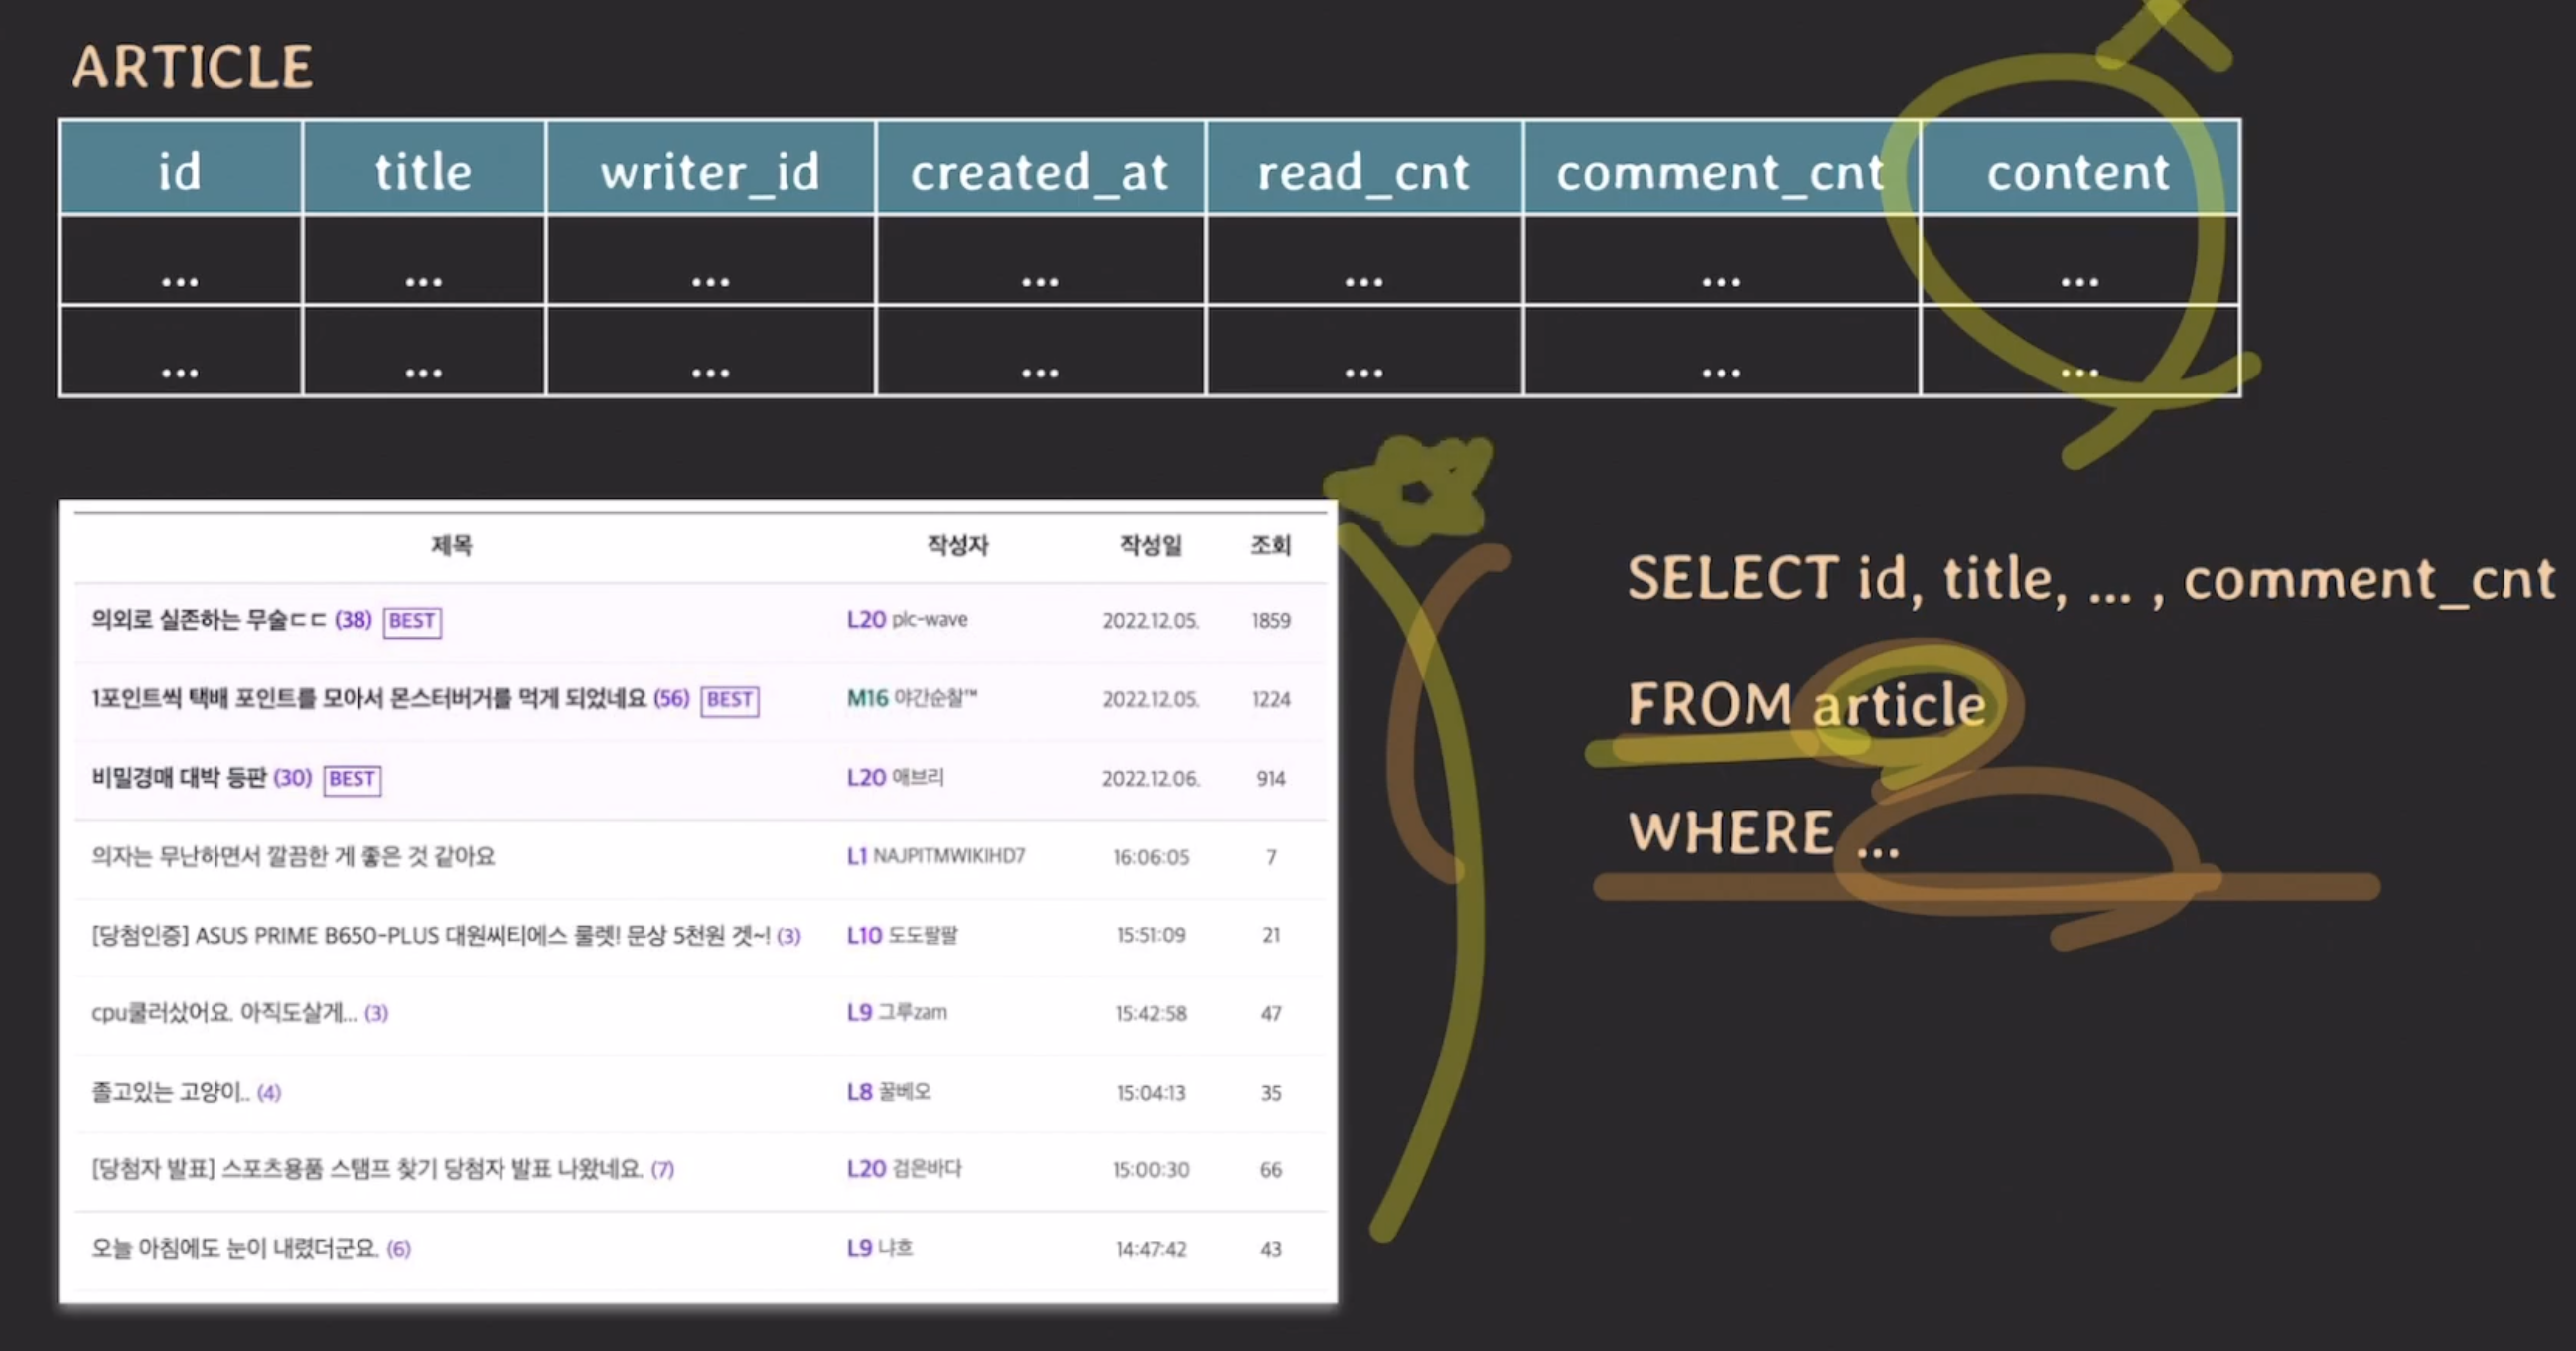 ARTICLE
id title writer_id created_at read_cnt comment_cnt content
... ... ... ... ... ... ...
... ... ... ... ... ... ...
제목 작성자 작성일 조회
의외로 실존하는 무술ㄷㄷ (38) BEST L20 plc-wave 2022.12.05. 1859
1포인트씩 택배 포인트를 모아서 몬스터버거를 먹게 되었네요 (56) BEST M16 야간순찰™ 2022.12.05. 1224
비밀경매 대박 등판 (30) BEST L20 애브리 2022.12.06. 914
의자는 무난하면서 깔끔한 게 좋은 것 같아요 L1 NAJPITMWIKIHD7 16:06:05 7
[당첨인증] ASUS PRIME B650-PLUS 대원씨티에스 룰렛! 문상 5천원 겟~! (3) L10 도도팔팔 15:51:09 21
cpu쿨러샀어요. 아직도살게... (3) L9 그루zam 15:42:58 47
졸고있는 고양이.. (4) L8 꿀베오 15:04:13 35
[당첨자 발표] 스포츠용품 스탬프 찾기 당첨자 발표 나왔네요. (7) L20 검은바다 15:00:30 66
오늘 아침에도 눈이 내렸더군요. (6) L9 냐흐 14:47:42 43
SELECT id, title, ... , comment_cnt
FROM article
WHERE ...